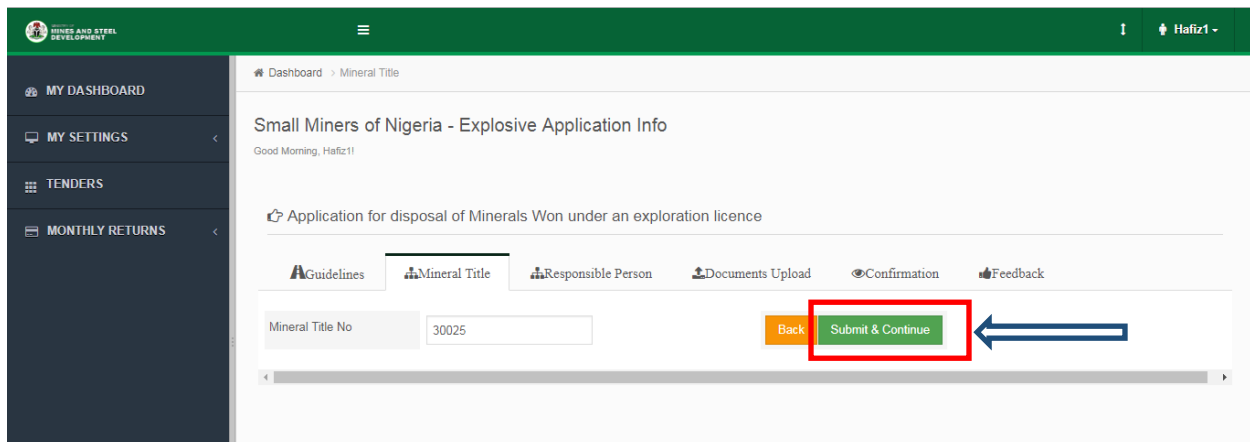 MINISTRY OF
MINES AND STEEL
DEVELOPMENT
Hafiz1
MY DASHBOARD
MY SETTINGS
TENDERS
MONTHLY RETURNS
Dashboard > Mineral Title
Small Miners of Nigeria - Explosive Application Info
Good Morning, Hafiz1!
Application for disposal of Minerals Won under an exploration licence
Guidelines Mineral Title Responsible Person Documents Upload Confirmation Feedback
Mineral Title No 30025 Back Submit & Continue